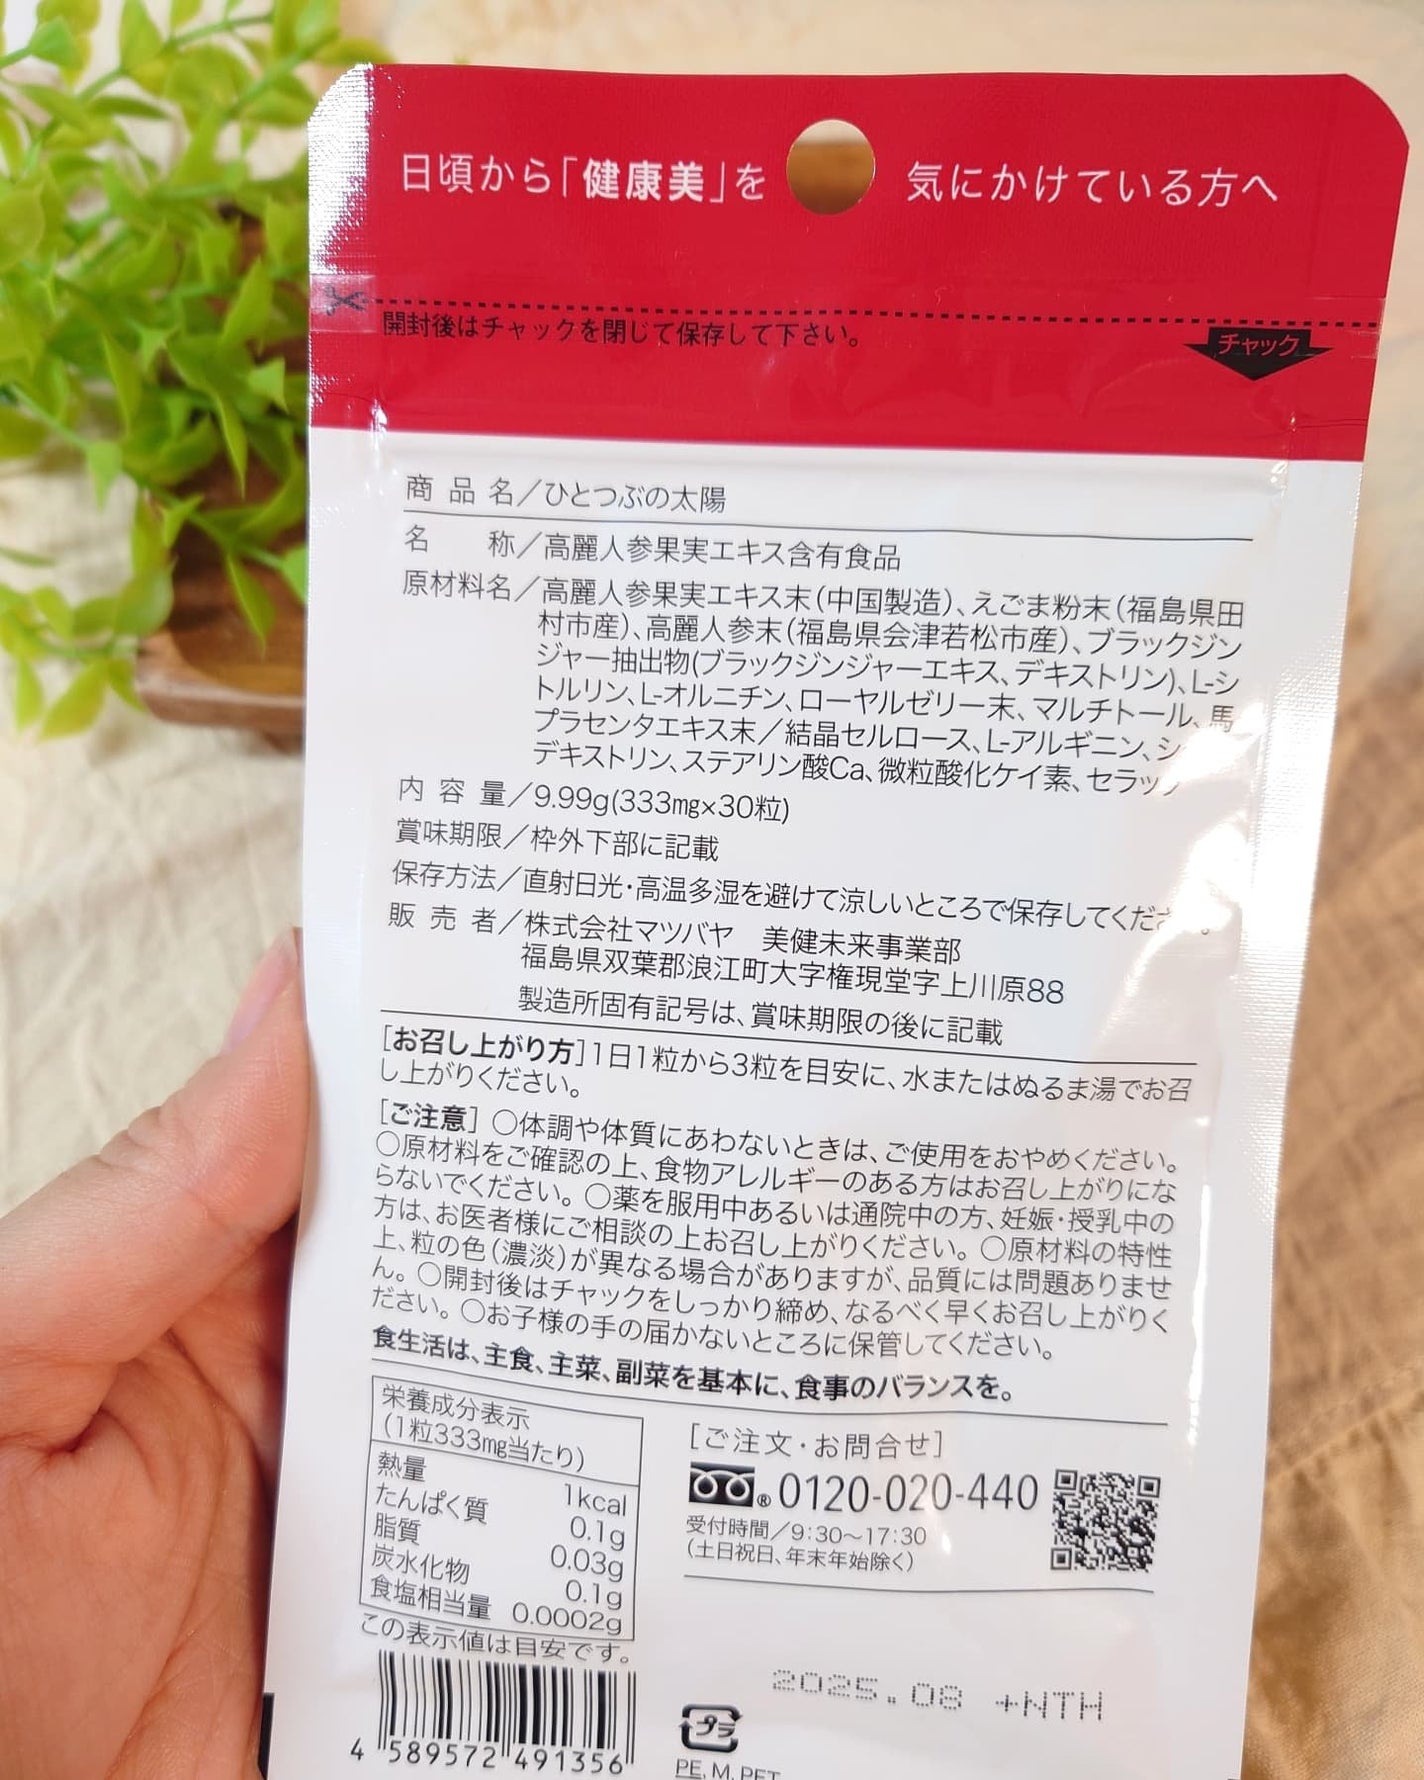 日頃から「健康美」を 気にかけている方へ
開封後はチャックを閉じて保存して下さい。
チャック
商品名／ひとつぶの太陽
名　　称／高麗人参果実エキス含有食品
原材料名／高麗人参果実エキス末(中国製造)、えごま粉末(福島県田
村市産)、高麗人参末(福島県会津若松市産)、ブラックジン
ジャー抽出物(ブラックジンジャーエキス、デキストリン)、L-シ
トルリン、L-オルニチン、ローヤルゼリー末、マルチトール、馬
プラセンタエキス末／結晶セルロース、L-アルギニン、シ
デキストリン、ステアリン酸Ca、微粒酸化ケイ素、セラック
内容量／9.99g(333㎎×30粒)
賞味期限／枠外下部に記載
保存方法／直射日光・高温多湿を避けて涼しいところで保存してくださ。
販売者／株式会社マツバヤ　美健未来事業部
福島県双葉郡浪江町大字権現堂字上川原88
製造所固有記号は、賞味期限の後に記載
[お召し上がり方]1日1粒から3粒を目安に、水またはぬるま湯でお召
し上がりください。
[ご注意] ○体調や体質にあわないときは、ご使用をおやめください。
○原材料をご確認の上、食物アレルギーのある方はお召し上がりにな
らないでください。○薬を服用中あるいは通院中の方、妊娠・授乳中の
方は、お医者様にご相談の上お召し上がりください。○原材料の特性
上、粒の色(濃淡)が異なる場合がありますが、品質には問題ありませ
ん。○開封後はチャックをしっかり締め、なるべく早くお召し上がりく
ださい。○お子様の手の届かないところに保管してください。
食生活は、主食、主菜、副菜を基本に、食事のバランスを。
栄養成分表示
(1粒333㎎当たり)
熱量 1kcal
たんぱく質 0.1g
脂質 0.03g
炭水化物 0.1g
食塩相当量 0.0002g
この表示値は目安です。
4 589572 491356
[ご注文・お問合せ]
® 0120-020-440
受付時間／9:30〜17:30
(土日祝日、年末年始除く)
2025.08 +NTH
プラ
PE, M, PET